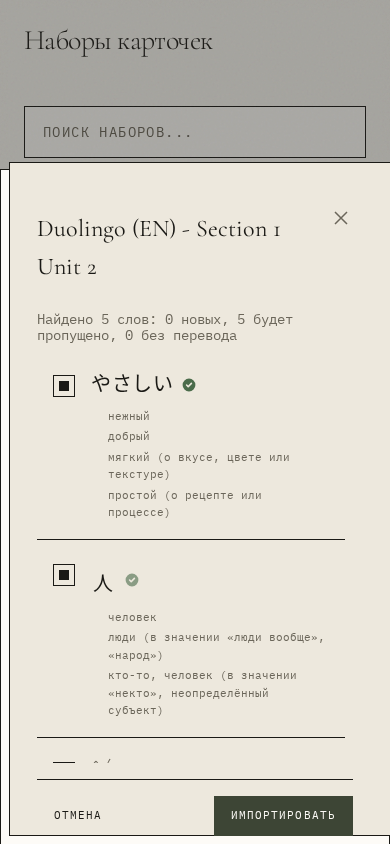 Наборы карточек
ПОИСК НАБОРОВ...
Duolingo (EN) - Section 1
Unit 2
Найдено 5 слов: 0 новых, 5 будет
пропущено, 0 без перевода
やさしい
нежный
добрый
мягкий (о вкусе, цвете или
текстуре)
простой (о рецепте или
процессе)
人
человек
люди (в значении «люди вообще»,
«народ»)
кто-то, человек (в значении
«некто», неопределённый
субъект)
ОТМЕНА
ИМПОРТИРОВАТЬ